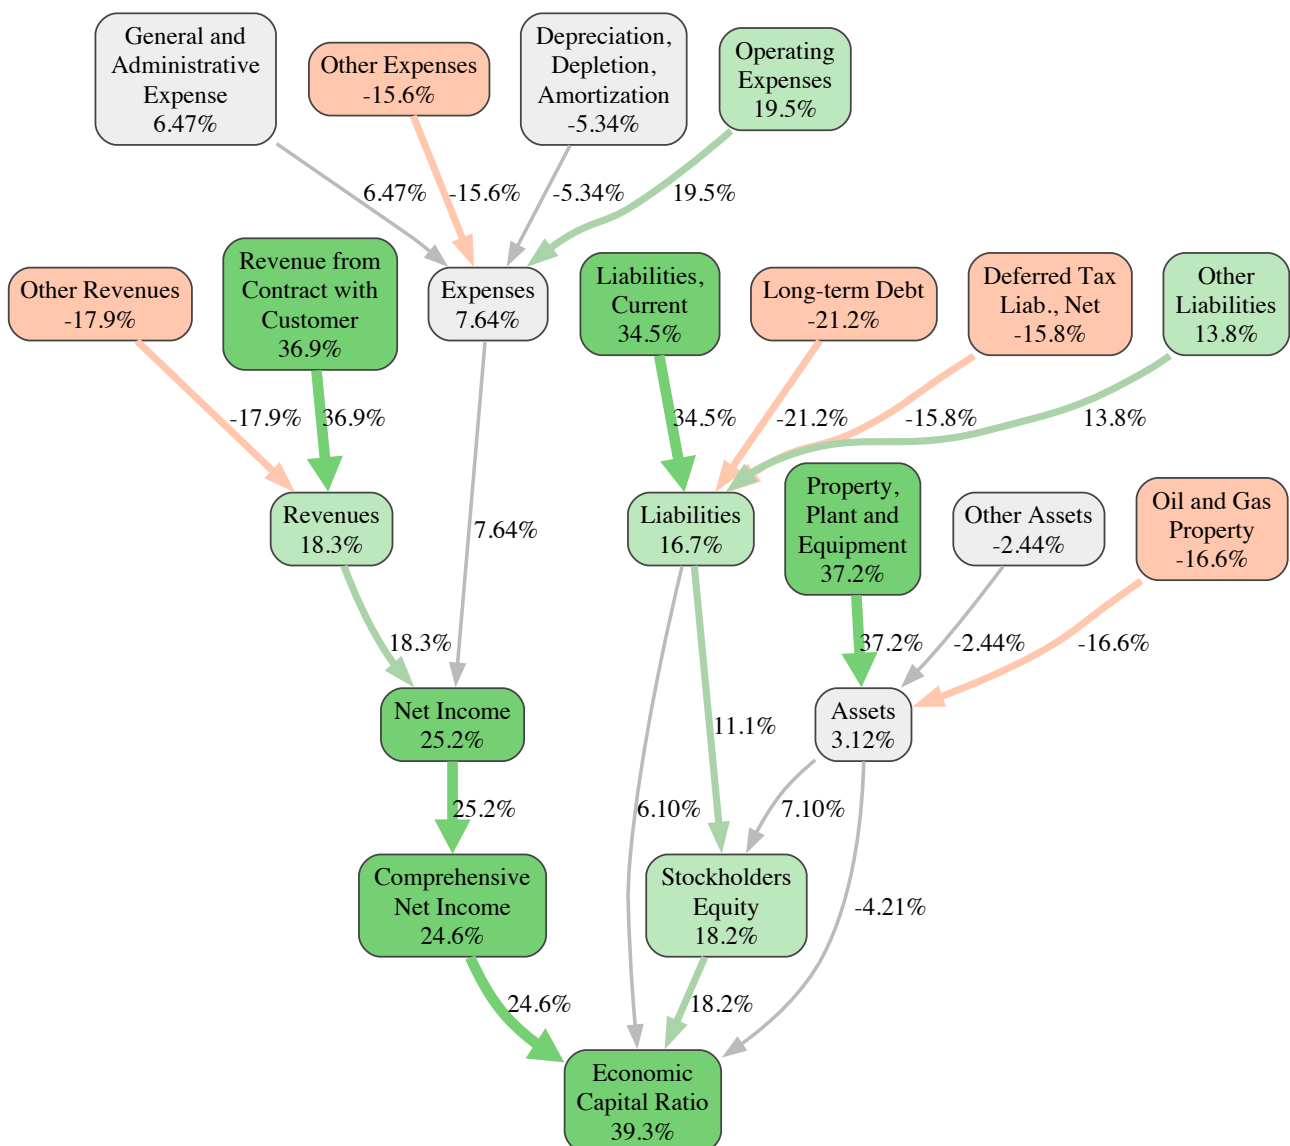 General and
Administrative
Expense
6.47%
Other Expenses
-15.6%
Depreciation,
Depletion,
Amortization
-5.34%
Operating
Expenses
19.5%
6.47%
-15.6%
-5.34%
19.5%
Other Revenues
-17.9%
Revenue from
Contract with
Customer
36.9%
Expenses
7.64%
Liabilities,
Current
34.5%
Long-term Debt
-21.2%
Deferred Tax
Liab., Net
-15.8%
Other
Liabilities
13.8%
-17.9%
36.9%
34.5%
-21.2%
-15.8%
13.8%
Revenues
18.3%
7.64%
Liabilities
16.7%
Property,
Plant and
Equipment
37.2%
Other Assets
-2.44%
Oil and Gas
Property
-16.6%
18.3%
37.2%
-2.44%
-16.6%
Net Income
25.2%
11.1%
Assets
3.12%
25.2%
6.10%
7.10%
Comprehensive
Net Income
24.6%
Stockholders
Equity
18.2%
-4.21%
24.6%
18.2%
Economic
Capital Ratio
39.3%